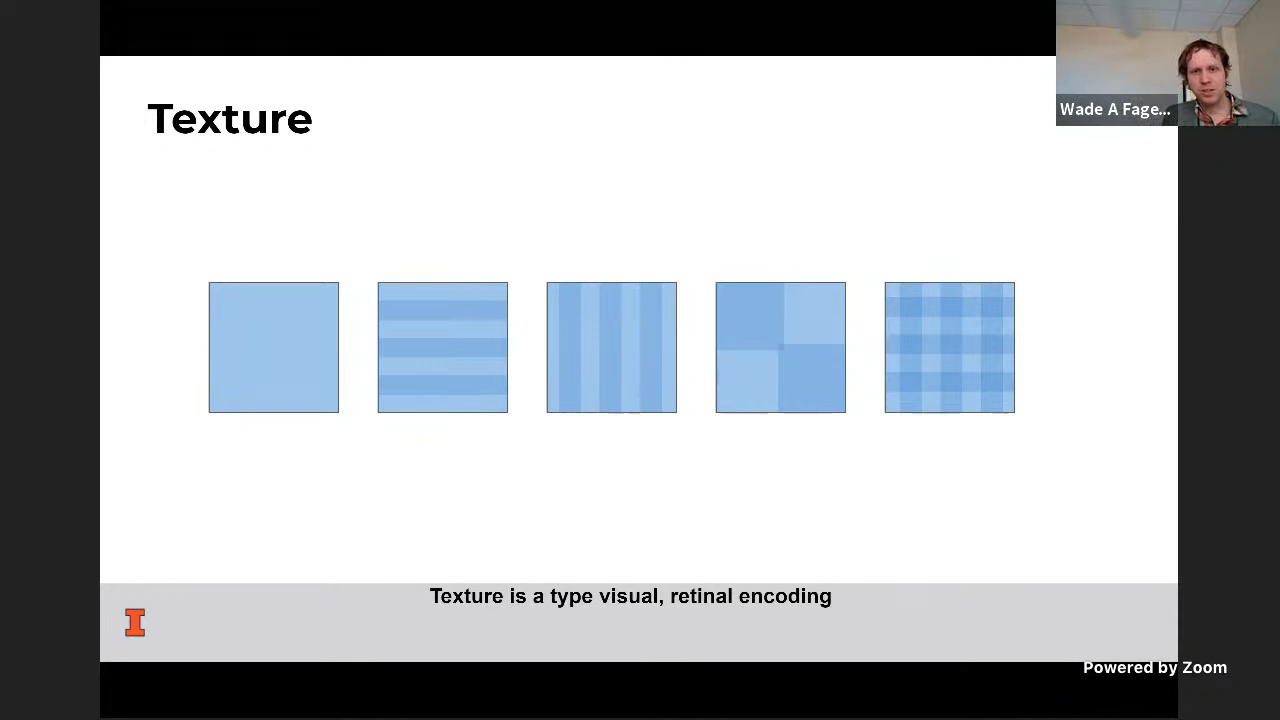 Texture
Wade A Fage...
Texture is a type visual, retinal encoding
I
Powered by Zoom